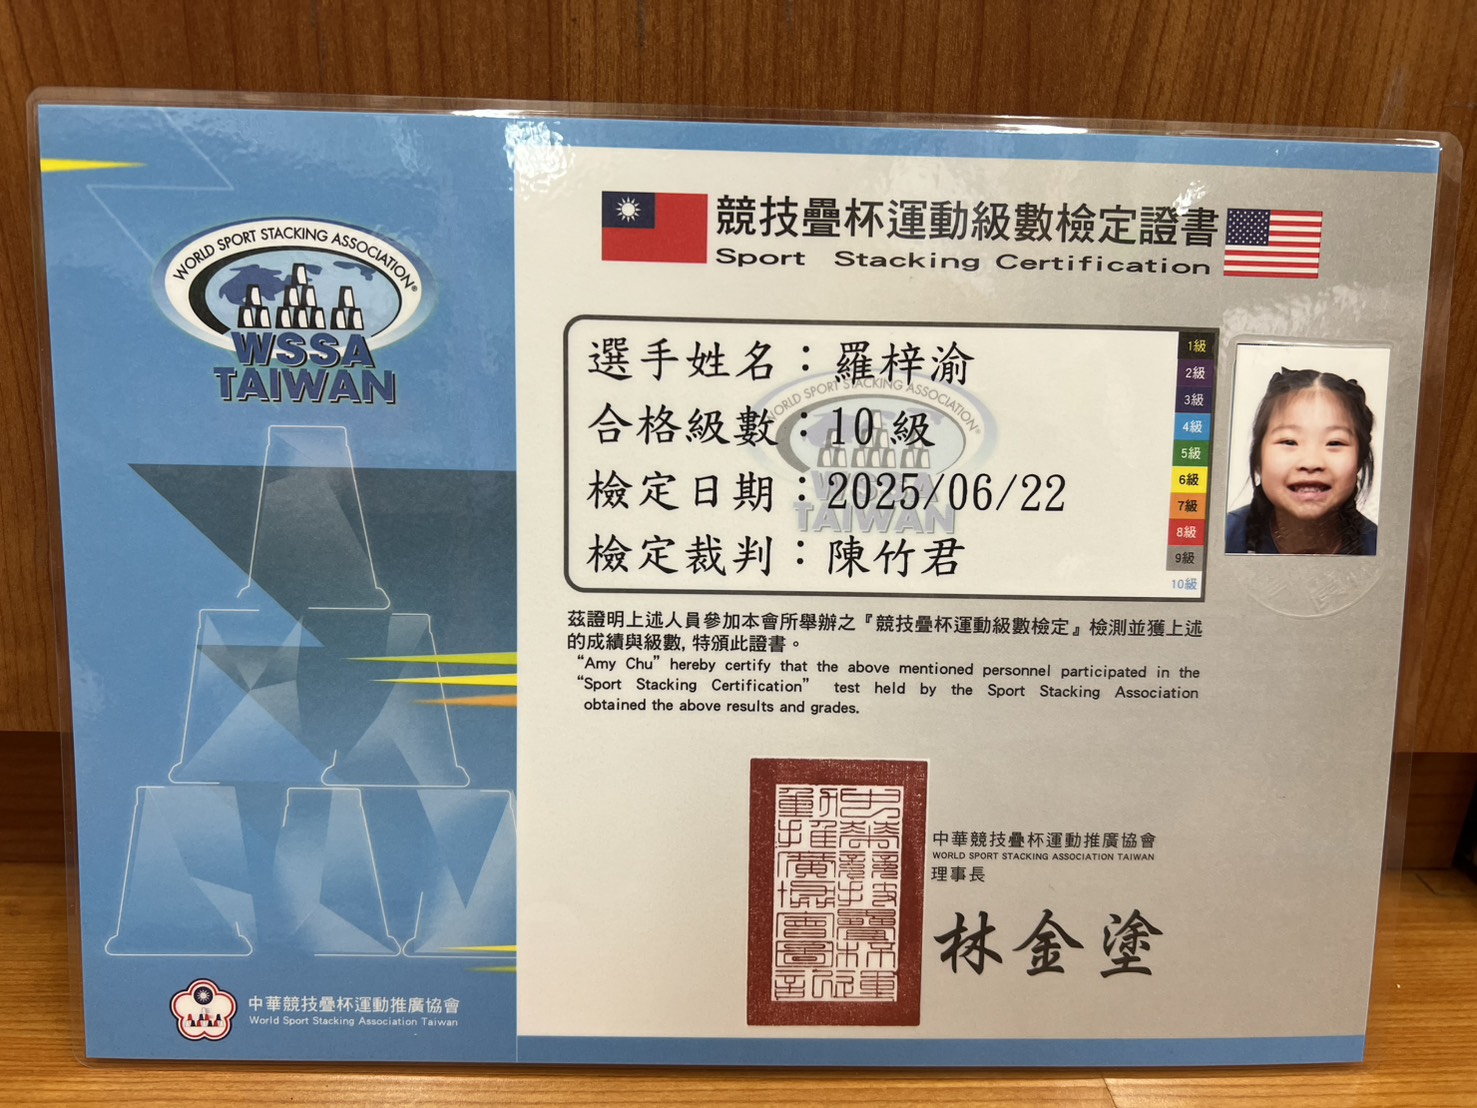 WORLD SPORT STACKING ASSOCIATION®
WSSA
TAIWAN
競技疊杯運動級數檢定證書
Sport Stacking Certification
選手姓名：羅梓渝
合格級數：10級
檢定日期：2025/06/22
檢定裁判：陳竹君
WORLD SPORT STACKING ASSOCIATION®
WSSA
TAIWAN
1級
2級
3級
4級
5級
6級
7級
8級
9級
10級
茲證明上述人員參加本會所舉辦之『競技疊杯運動級數檢定』檢測並獲上述
的成績與級數, 特頒此證書。
“Amy Chu” hereby certify that the above mentioned personnel participated in the
“Sport Stacking Certification” test held by the Sport Stacking Association
obtained the above results and grades.
中華競技疊杯運動推廣協會
WORLD SPORT STACKING ASSOCIATION TAIWAN
理事長
林金塗
中華競技疊杯運動推廣協會
World Sport Stacking Association Taiwan